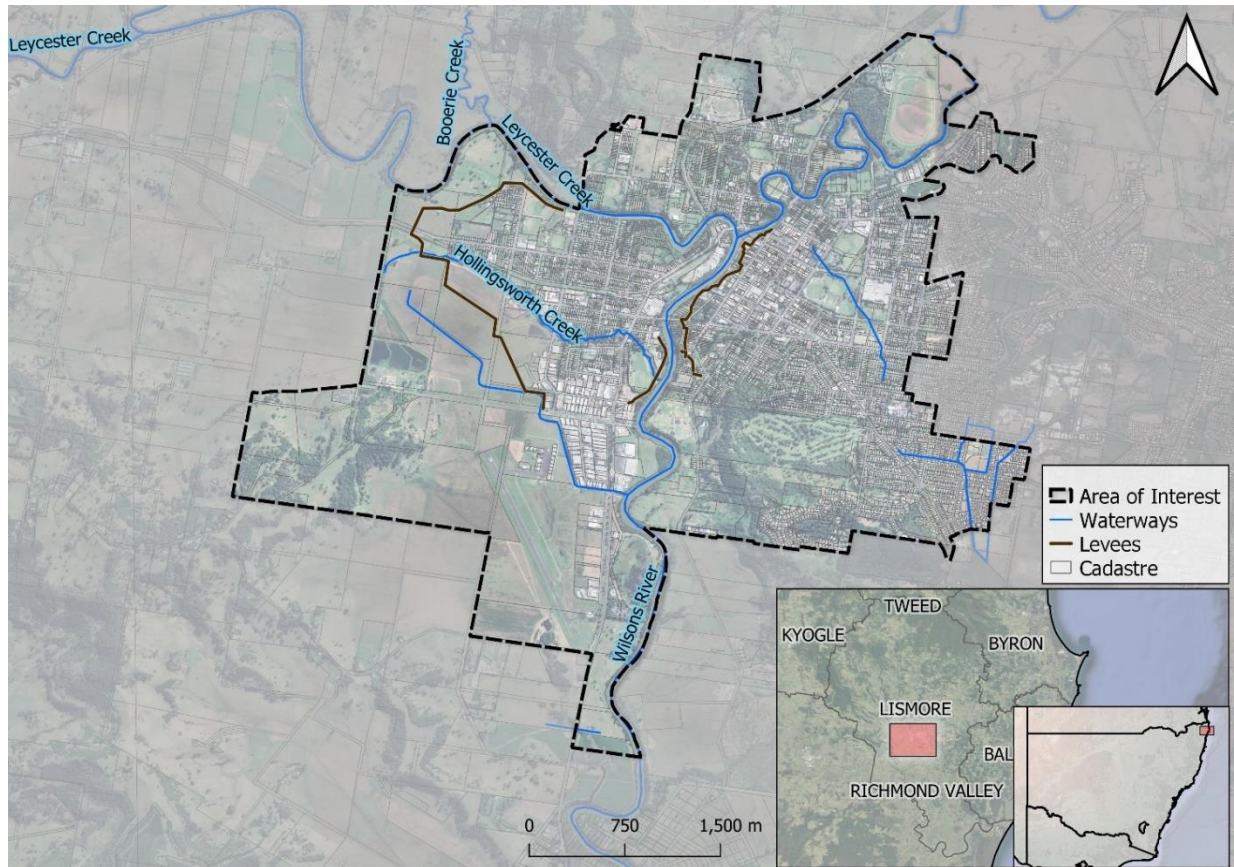 Leycester Creek
Booerie Creek
Leycester Creek
Hollingsworth Creek
Wilsons River
Area of Interest
Waterways
Levees
Cadastre
TWEED
KYOGLE
BYRON
LISMORE
BAL
RICHMOND VALLEY
0 750 1,500 m